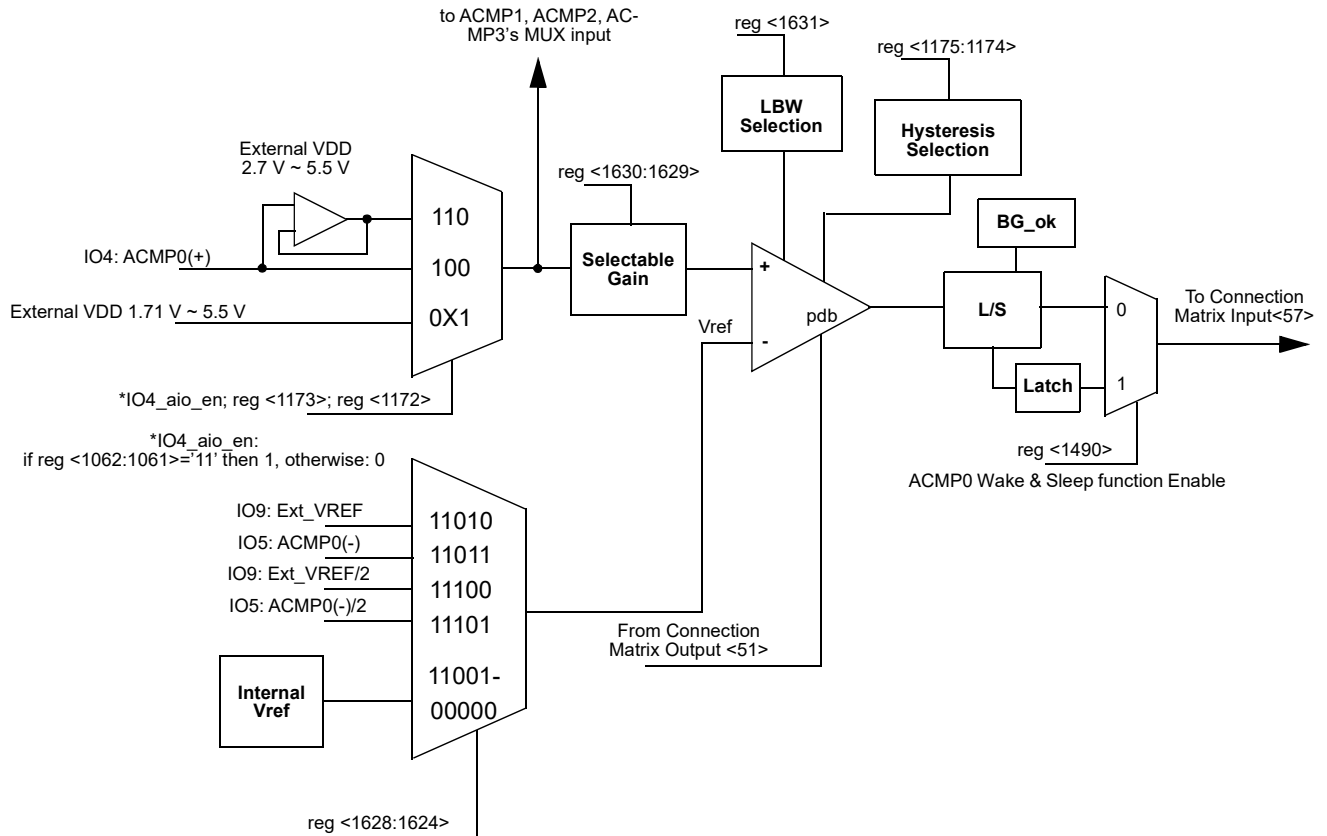 to ACMP1, ACMP2, AC-
MP3's MUX input
reg <1631>
reg <1175:1174>
LBW
Selection
Hysteresis
Selection
External VDD
2.7 V ~ 5.5 V
reg <1630:1629>
110
BG_ok
IO4: ACMP0(+)
100
Selectable
Gain
+
External VDD 1.71 V ~ 5.5 V
0X1
Vref
-
pdb
L/S
0
To Connection
Matrix Input<57>
Latch
1
*IO4_aio_en; reg <1173>; reg <1172>
*IO4_aio_en:
if reg <1062:1061>='11' then 1, otherwise: 0
reg <1490>
ACMP0 Wake & Sleep function Enable
IO9: Ext_VREF
11010
IO5: ACMP0(-)
11011
IO9: Ext_VREF/2
11100
IO5: ACMP0(-)/2
11101
From Connection
Matrix Output <51>
11001-
00000
Internal
Vref
reg <1628:1624>